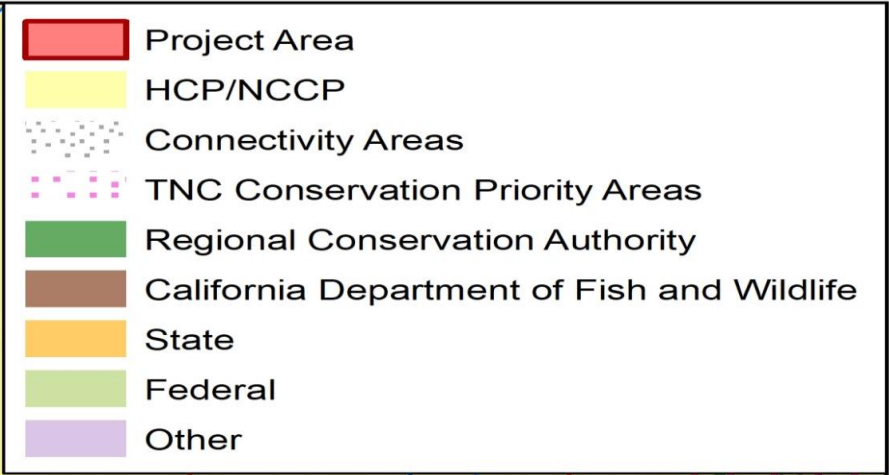 Project Area
HCP/NCCP
Connectivity Areas
TNC Conservation Priority Areas
Regional Conservation Authority
California Department of Fish and Wildlife
State
Federal
Other